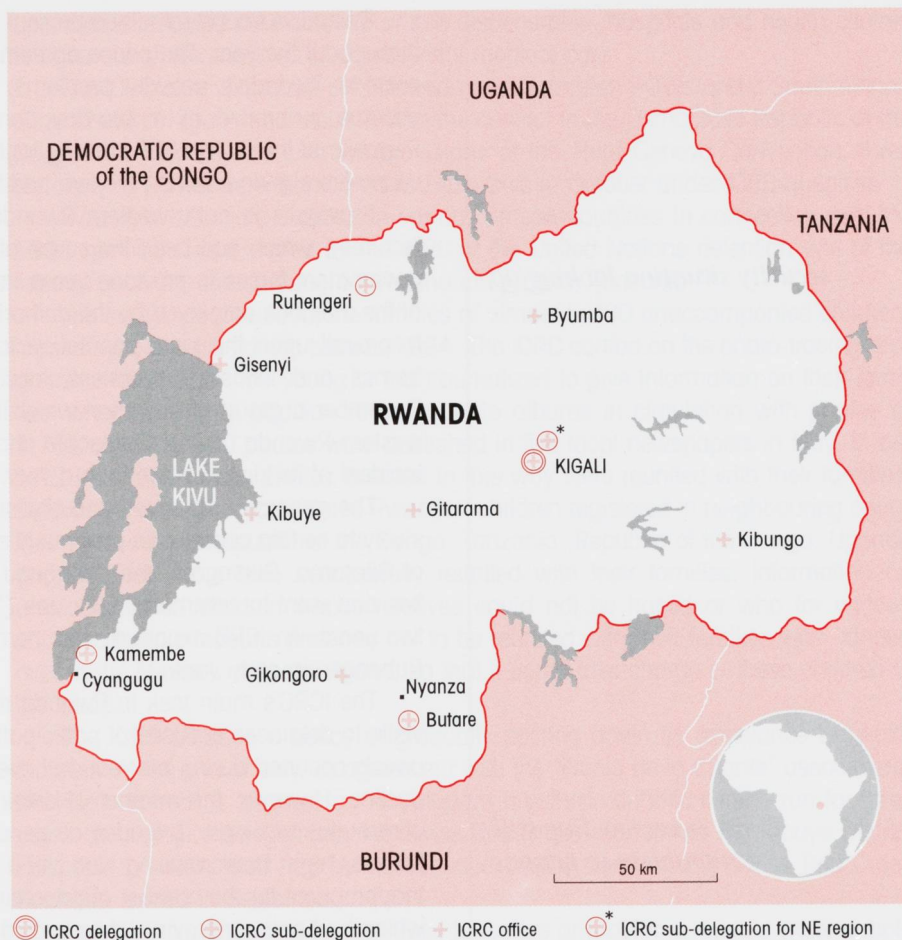 UGANDA
DEMOCRATIC REPUBLIC
of the CONGO
TANZANIA
Ruhengeri
Byumba
Gisenyi
RWANDA
*
KIGALI
LAKE
KIVU
Kibuye
Gitarama
Kibungo
Kamembe
Cyangugu
Gikongoro
Nyanza
Butare
BURUNDI
50 km
ICRC delegation
ICRC sub-delegation
ICRC office
* ICRC sub-delegation for NE region